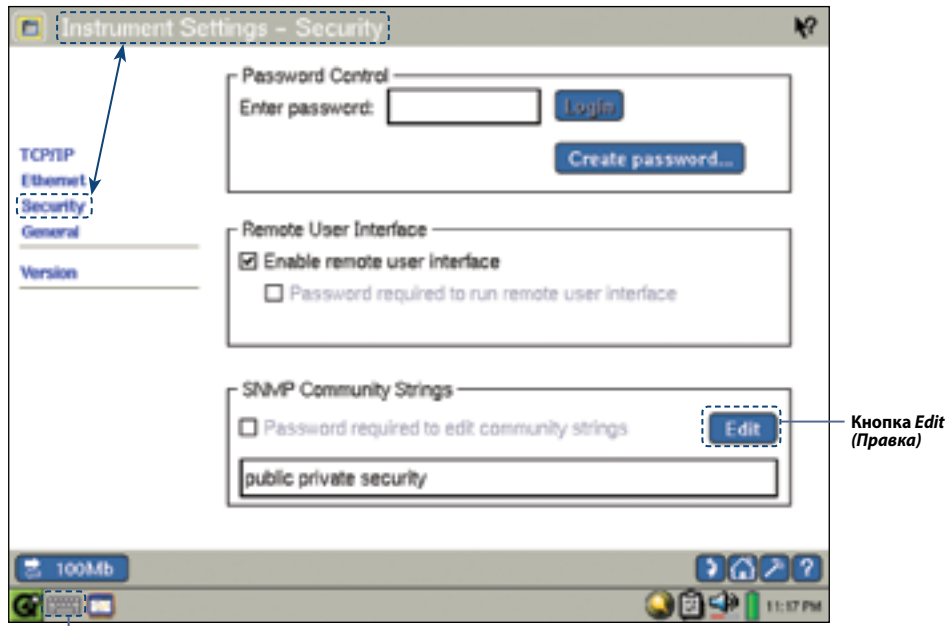 Instrument Settings - Security
Password Control
Enter password:
Login
Create password...
TCP/IP
Ethernet
Security
General
Version
Remote User Interface
Enable remote user interface
Password required to run remote user interface
SNMP Community Strings
Password required to edit community strings
Edit
public private security
Кнопка Edit
(Правка)
100Mb
?
11:17 PM